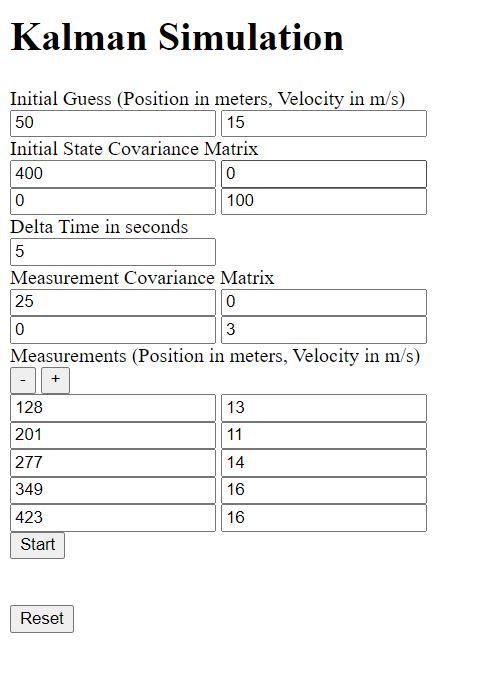 Kalman Simulation
Initial Guess (Position in meters, Velocity in m/s)
50 15
Initial State Covariance Matrix
400 0
0 100
Delta Time in seconds
5
Measurement Covariance Matrix
25 0
0 3
Measurements (Position in meters, Velocity in m/s)
- +
128 13
201 11
277 14
349 16
423 16
Start
Reset